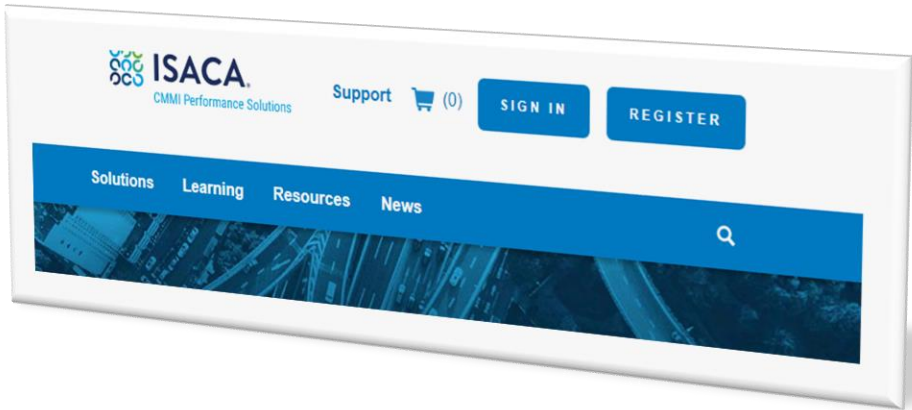 ISACA®
CMMI Performance Solutions
Support (0) SIGN IN REGISTER
Solutions Learning Resources News